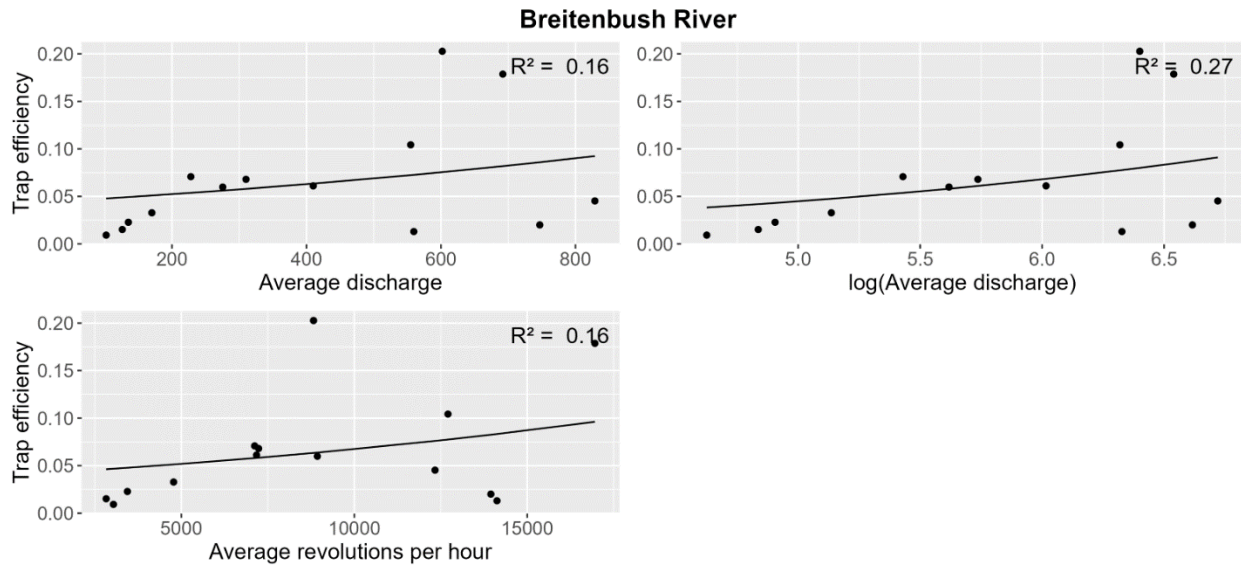 Breitenbush River
Trap efficiency
0.20
0.15
0.10
0.05
0.00
R² = 0.16
200
400
600
800
Average discharge
0.20
0.15
0.10
0.05
0.00
R² = 0.27
5.0
5.5
6.0
6.5
log(Average discharge)
Trap efficiency
0.20
0.15
0.10
0.05
0.00
R² = 0.16
5000
10000
15000
Average revolutions per hour